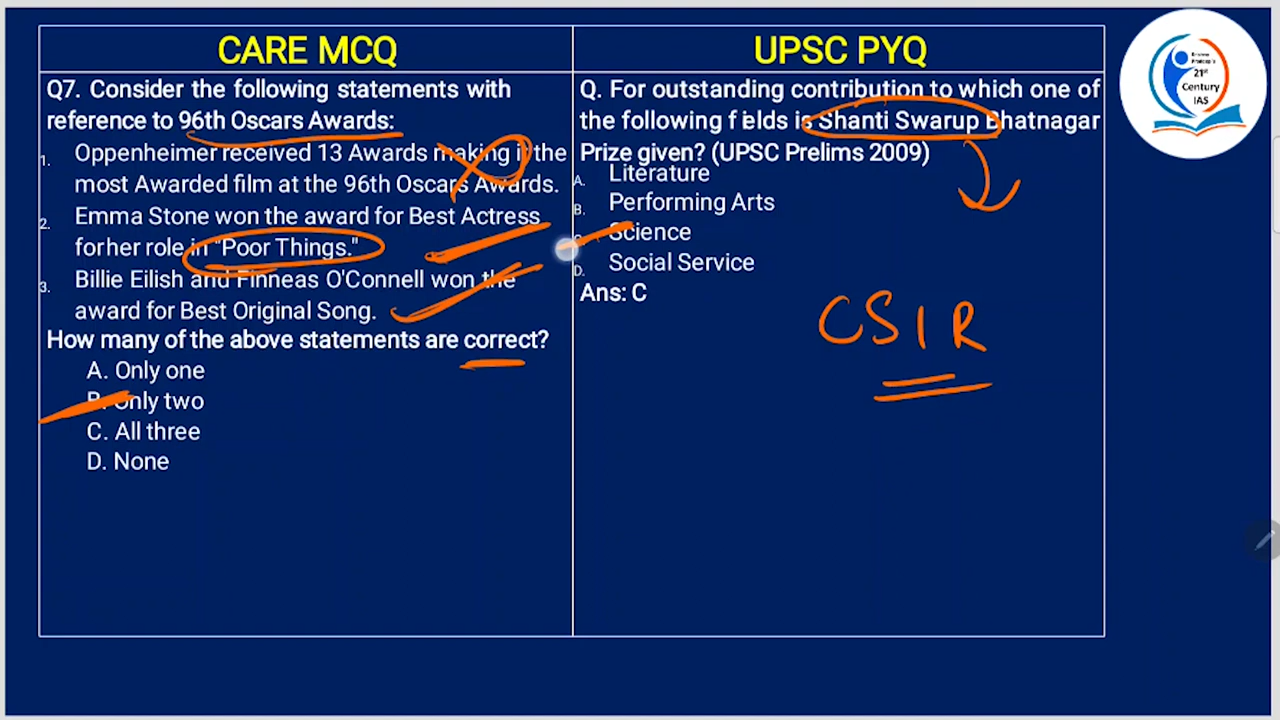 CARE MCQ
Q7. Consider the following statements with
reference to 96th Oscars Awards:
1. Oppenheimer received 13 Awards making it the
most Awarded film at the 96th Oscars Awards.
2. Emma Stone won the award for Best Actress
forher role in "Poor Things."
3. Billie Eilish and Finneas O'Connell won the
award for Best Original Song.
How many of the above statements are correct?
A. Only one
B. Only two
C. All three
D. None
UPSC PYQ
Q. For outstanding contribution to which one of
the following fields is Shanti Swarup Bhatnagar
Prize given? (UPSC Prelims 2009)
A. Literature
B. Performing Arts
C. Science
D. Social Service
Ans: C
CSIR
21st
Century
IAS